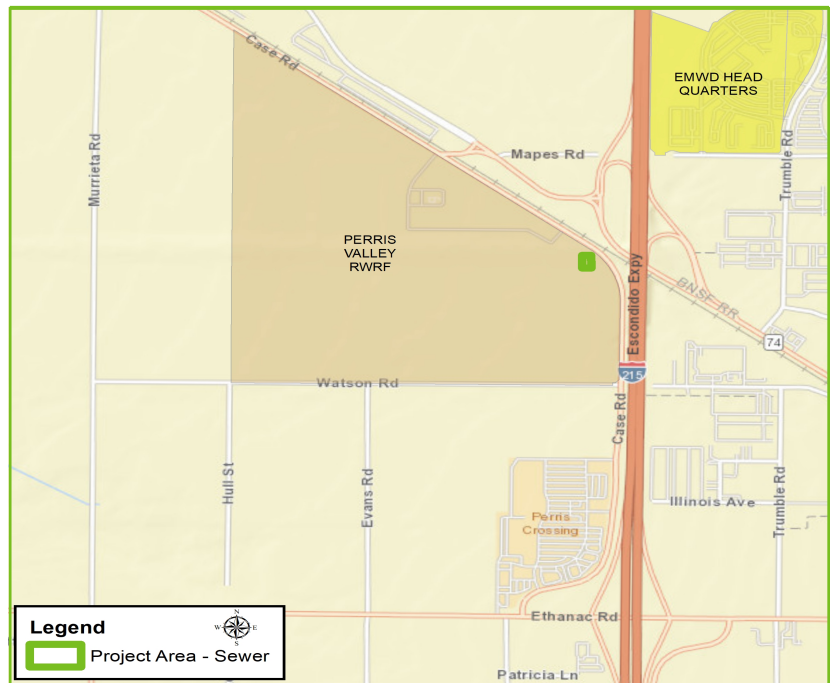 Case Rd
EMWD HEAD
QUARTERS
Murrieta Rd
Mapes Rd
Trumble Rd
PERRIS
VALLEY
RWRF
Escondido Expy
BNSF RR
74
215
Watson Rd
Case Rd
Hull St
Evans Rd
Illinois Ave
Trumble Rd
Perris
Crossing
Ethanac Rd
Patricia Ln
Legend
N
W
E
S
Project Area - Sewer